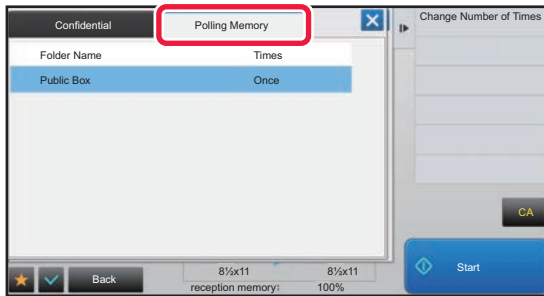 Confidential
Polling Memory
Change Number of Times
Folder Name
Times
Public Box
Once
CA
Back
8½x11
8½x11
Start
reception memory:
100%